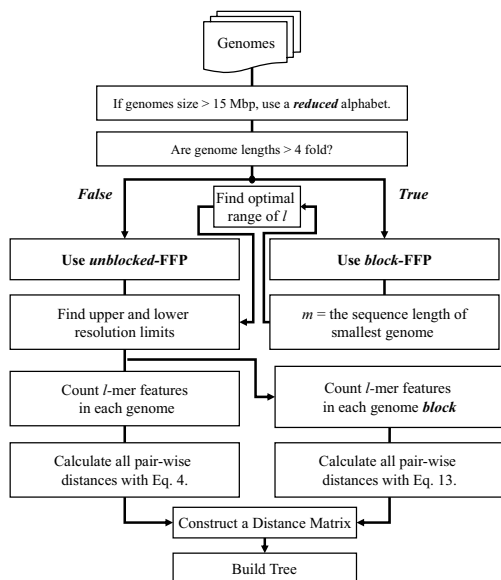 Genomes
If genomes size > 15 Mbp, use a reduced alphabet.
Are genome lengths > 4 fold?
False
Find optimal
range of l
True
Use unblocked-FFP
Use block-FFP
Find upper and lower
resolution limits
m = the sequence length of
smallest genome
Count l-mer features
in each genome
Count l-mer features
in each genome block
Calculate all pair-wise
distances with Eq. 4.
Calculate all pair-wise
distances with Eq. 13.
Construct a Distance Matrix
Build Tree